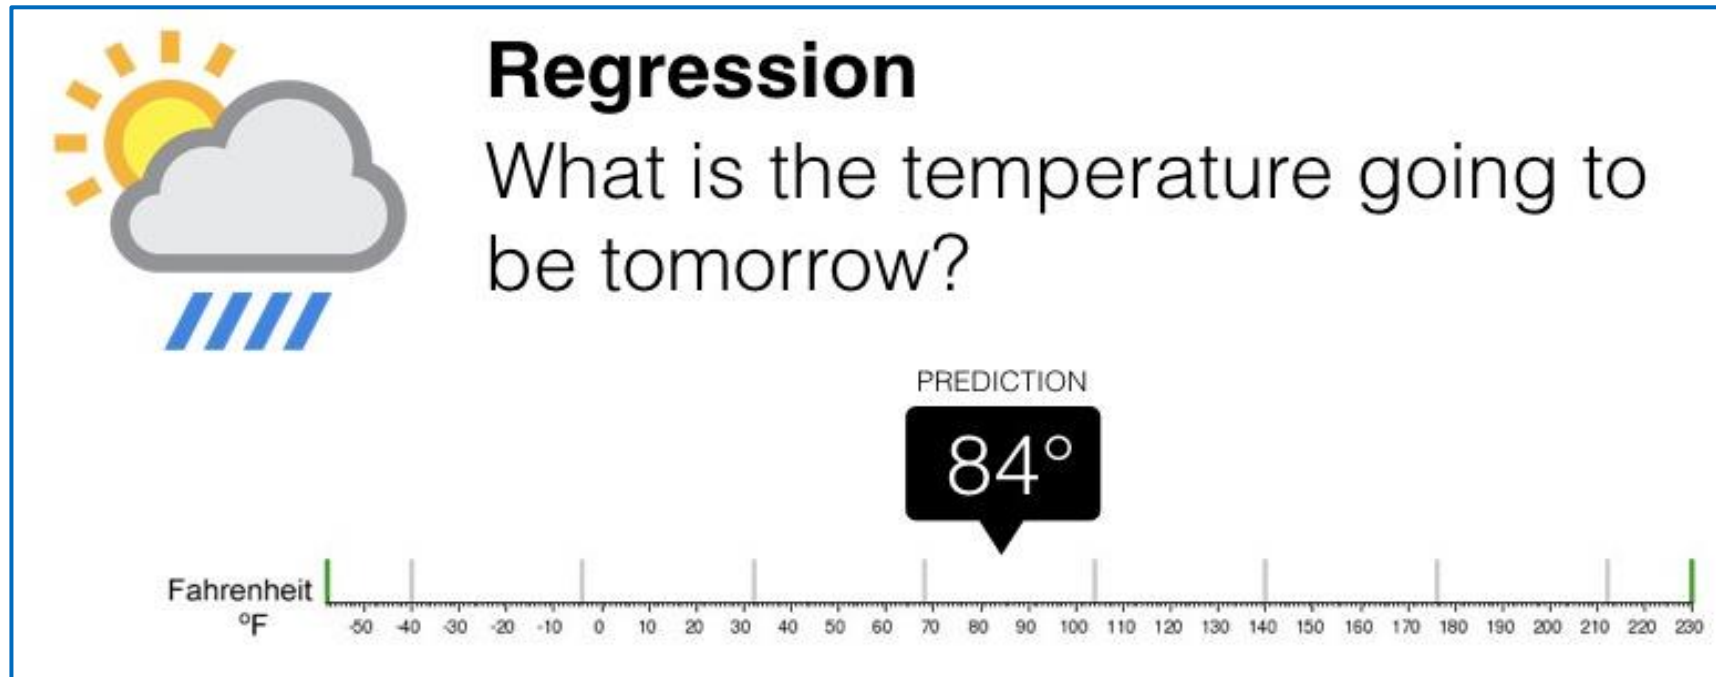 Regression
What is the temperature going to
be tomorrow?
PREDICTION
84°
Fahrenheit
°F
-50 -40 -30 -20 -10 0 10 20 30 40 50 60 70 80 90 100 110 120 130 140 150 160 170 180 190 200 210 220 230